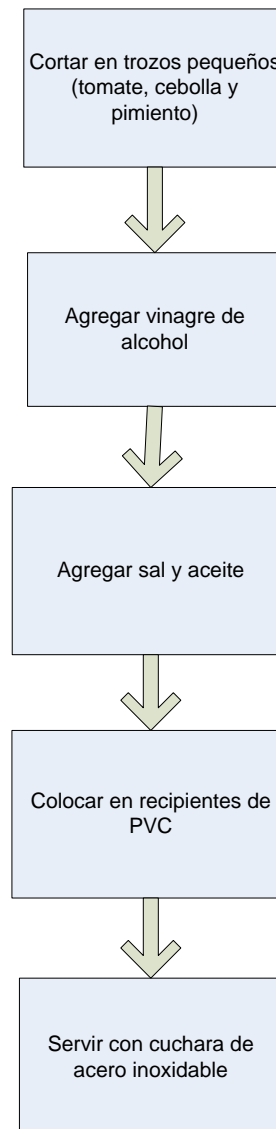 Cortar en trozos pequeños
(tomate, cebolla y
pimiento)
Agregar vinagre de
alcohol
Agregar sal y aceite
Colocar en recipientes de
PVC
Servir con cuchara de
acero inoxidable